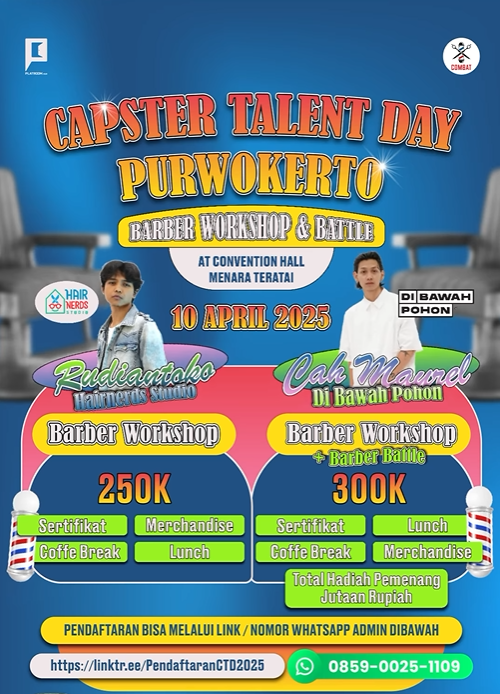 COMBAT
CAPSTER TALENT DAY
PURWOKERTO
BARBER WORKSHOP & BATTLE
AT CONVENTION HALL
MENARA TERATAI
HAIR
NERDS
STUDIO
DI BAWAH
POHON
10 APRIL 2025
Rudiantoko
Hairnerds Studio
Cah Maurel
Di Bawah Pohon
Barber Workshop
Barber Workshop
+ Barber Battle
250K
300K
Sertifikat
Merchandise
Coffe Break
Lunch
Sertifikat
Lunch
Coffe Break
Merchandise
Total Hadiah Pemenang
Jutaan Rupiah
PENDAFTARAN BISA MELALUI LINK / NOMOR WHATSAPP ADMIN DIBAWAH
https://linktr.ee/PendaftaranCTD2025
0859-0025-1109